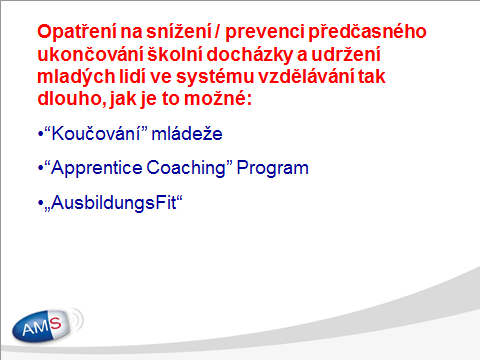 Opatření na snížení / prevenci předčasného
ukončování školní docházky a udržení
mladých lidí ve systému vzdělávání tak
dlouho, jak je to možné:
•“Koučování” mládeže
•“Apprentice Coaching” Program
•„AusbildungsFit“
AMS